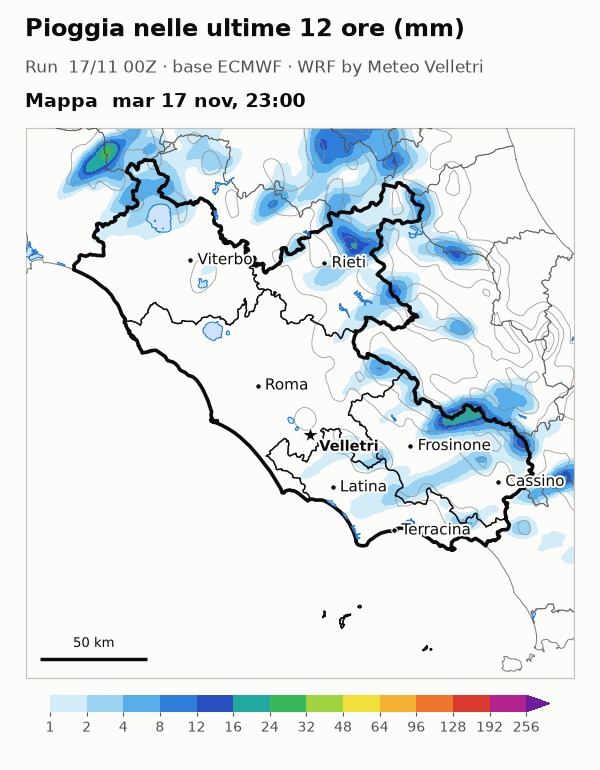 Pioggia nelle ultime 12 ore (mm)
Run 17/11 00Z · base ECMWF · WRF by Meteo Velletri
Mappa mar 17 nov, 23:00
Viterbo
Rieti
Roma
Velletri
Frosinone
Cassino
Latina
Terracina
50 km
1 2 4 8 12 16 24 32 48 64 96 128 192 256